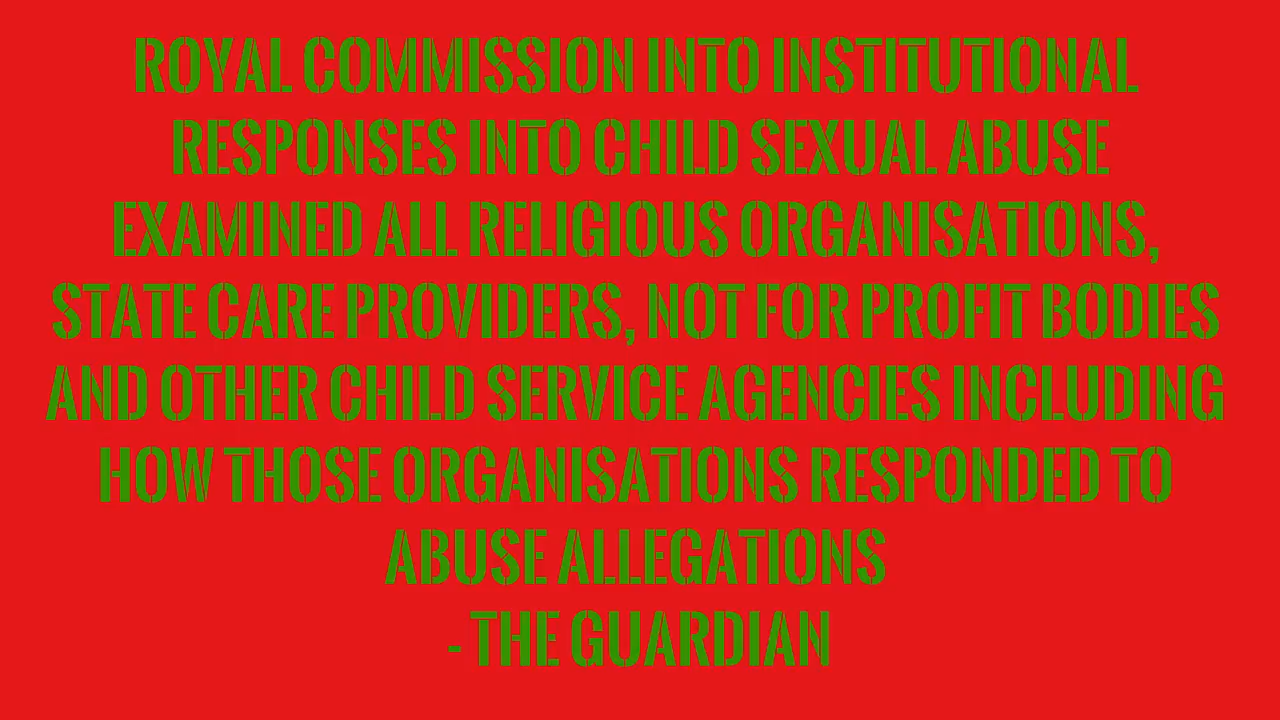 ROYAL COMMISSION INTO INSTITUTIONAL
RESPONSES INTO CHILD SEXUAL ABUSE
EXAMINED ALL RELIGIOUS ORGANISATIONS,
STATE CARE PROVIDERS, NOT FOR PROFIT BODIES
AND OTHER CHILD SERVICE AGENCIES INCLUDING
HOW THOSE ORGANISATIONS RESPONDED TO
ABUSE ALLEGATIONS
- THE GUARDIAN